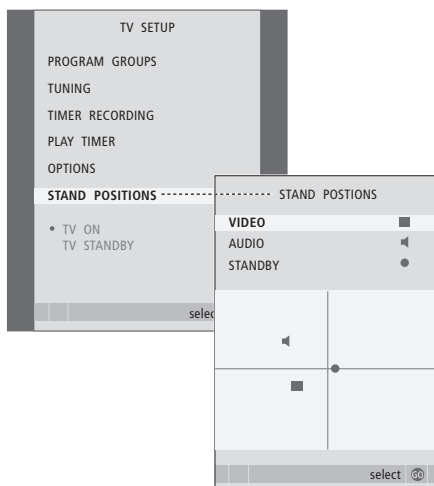 TV SETUP
PROGRAM GROUPS
TUNING
TIMER RECORDING
PLAY TIMER
OPTIONS
STAND POSITIONS
TV ON
TV STANDBY
selec
STAND POSTIONS
VIDEO
AUDIO
STANDBY
select GO